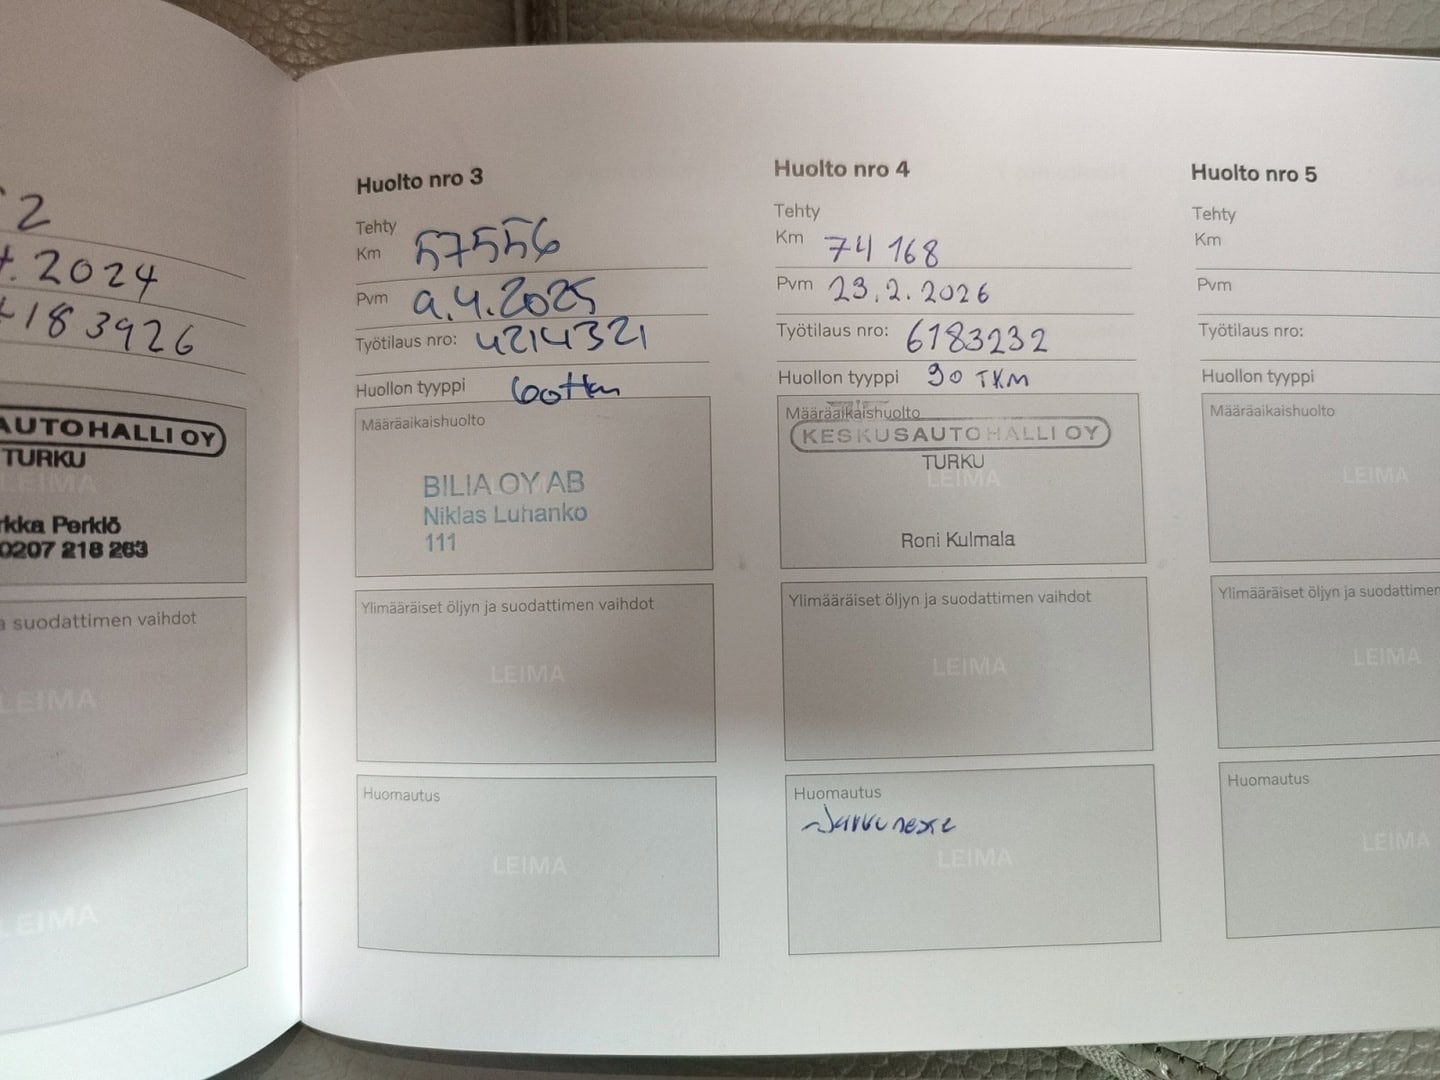 2
.2024
183926
AUTOHALLI OY
TURKU
LEIMA
rkka Perkiö
0207 218 263
a suodattimen vaihdot
LEIMA
LEIMA
Huolto nro 3
Tehty
Km 57556
Pvm 9.4.2025
Työtilaus nro: 4214321
Huollon tyyppi 60tkm
Määräaikaishuolto
BILIA OY AB
Niklas Luhanko
111
Ylimääräiset öljyn ja suodattimen vaihdot
LEIMA
Huomautus
LEIMA
Huolto nro 4
Tehty
Km 74 168
Pvm 23.2.2026
Työtilaus nro: 6183232
Huollon tyyppi 90 TKM
Määräaikaishuolto
KESKUSAUTOHALLI OY
TURKU
LEIMA
Roni Kulmala
Ylimääräiset öljyn ja suodattimen vaihdot
LEIMA
Huomautus
LEIMA
Huolto nro 5
Tehty
Km
Pvm
Työtilaus nro:
Huollon tyyppi
Määräaikaishuolto
LEIMA
Ylimääräiset öljyn ja suodattimen
LEIMA
Huomautus
LEIMA